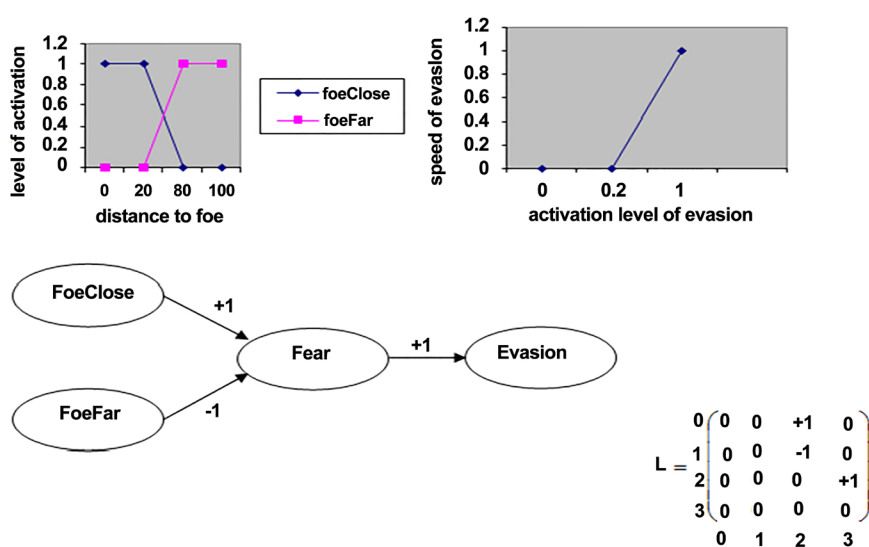 level of activation
1.2
1
0.8
0.6
0.4
0.2
0
0 20 80 100
distance to foe
foeClose
foeFar
speed of evasion
1.2
1
0.8
0.6
0.4
0.2
0
0 0.2 1
activation level of evasion
FoeClose
+1
Fear
+1
Evasion
FoeFar
-1
L =
0 0 0 +1 0
1 0 0 -1 0
2 0 0 0 +1
3 0 0 0 0
0 1 2 3